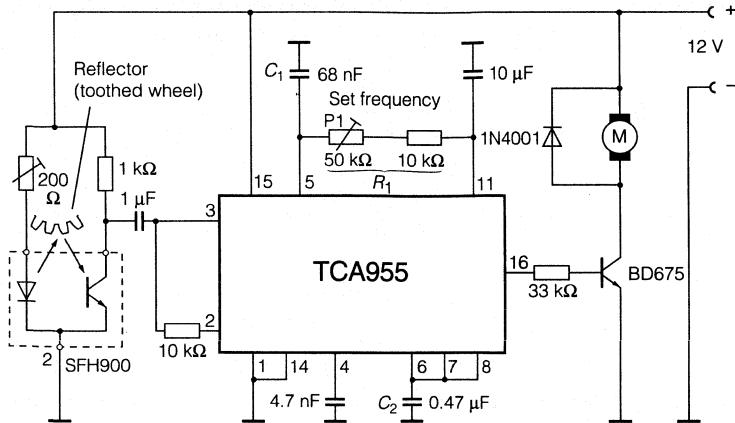 +
12 V
−
Reflector
(toothed wheel)
C1
68 nF
10 µF
Set frequency
P1
50 kΩ
10 kΩ
R1
1N4001
M
200
Ω
1 kΩ
1 µF
15
5
11
3
TCA955
16
33 kΩ
BD675
2
10 kΩ
2
SFH900
1
14
4
6
7
8
4.7 nF
C2
0.47 µF